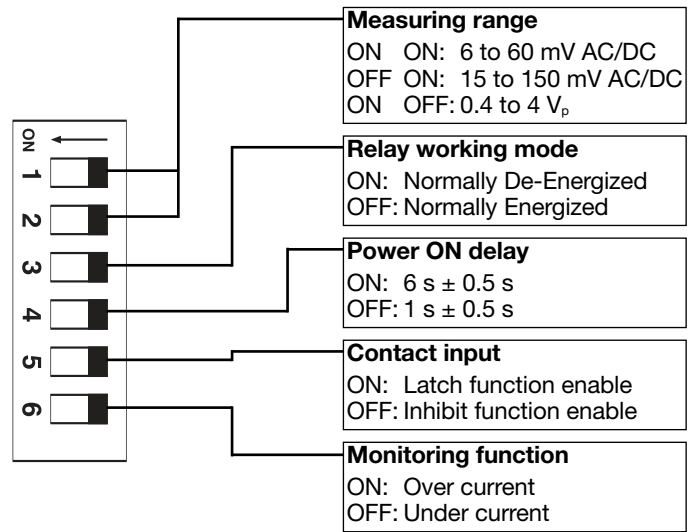 ON
1
2
3
4
5
6
Measuring range
ON ON: 6 to 60 mV AC/DC
OFF ON: 15 to 150 mV AC/DC
ON OFF: 0.4 to 4 Vₚ
Relay working mode
ON: Normally De-Energized
OFF: Normally Energized
Power ON delay
ON: 6 s ± 0.5 s
OFF: 1 s ± 0.5 s
Contact input
ON: Latch function enable
OFF: Inhibit function enable
Monitoring function
ON: Over current
OFF: Under current